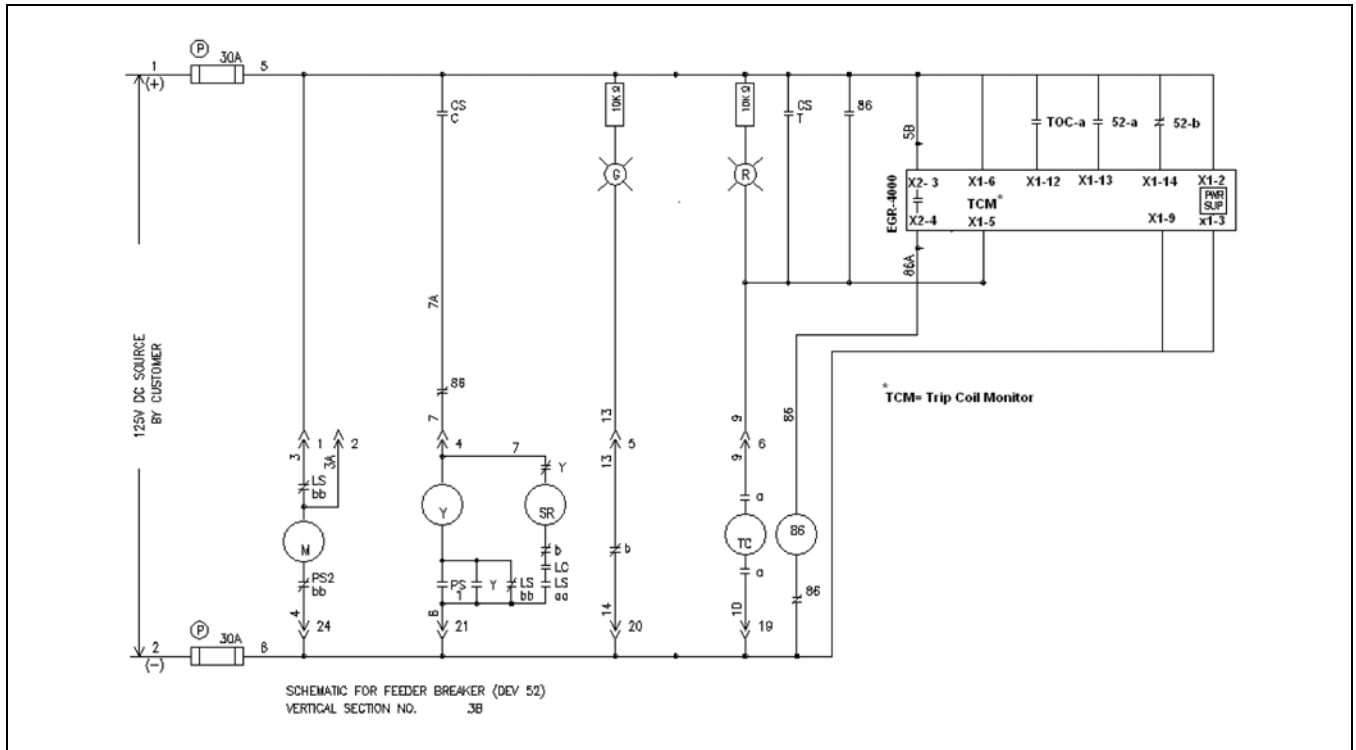 P 30A
1
(+)
5
CS
C
10KΩ
10KΩ
CS
T
86
5B
TOC-a
52-a
52-b
X2-3
X1-6
X1-12
X1-13
X1-14
X1-2
PWR
SUP
TCM*
X2-4
X1-5
X1-9
x1-3
EGR-4000
G
R
86A
7A
125V DC SOURCE
BY CUSTOMER
*TCM= Trip Coil Monitor
86
7
13
9
86
1
2
4
7
5
6
3
3A
13
9
LS
bb
Y
a
M
Y
SR
TC
86
b
b
LC
LS
aa
PS2
bb
PS
1
Y
LS
bb
a
86
4
24
6
21
14
20
10
19
P 30A
2
(-)
6
SCHEMATIC FOR FEEDER BREAKER (DEV 52)
VERTICAL SECTION NO. 3B